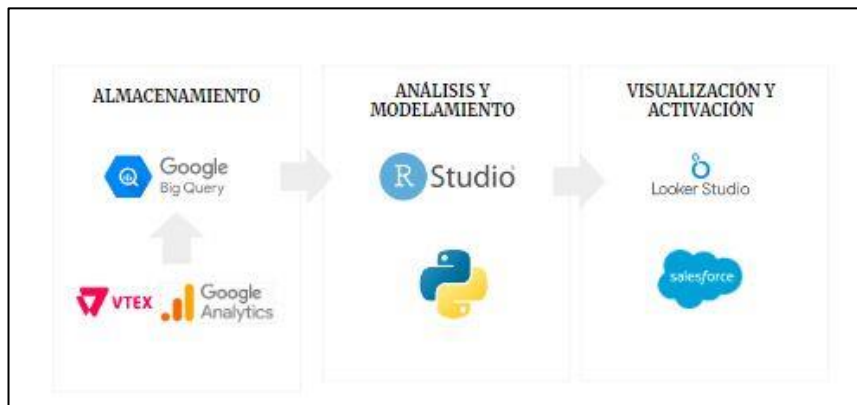 ALMACENAMIENTO
Google
Big Query
VTEX
Google
Analytics
ANÁLISIS Y
MODELAMIENTO
R Studio
VISUALIZACIÓN Y
ACTIVACIÓN
Looker Studio
salesforce